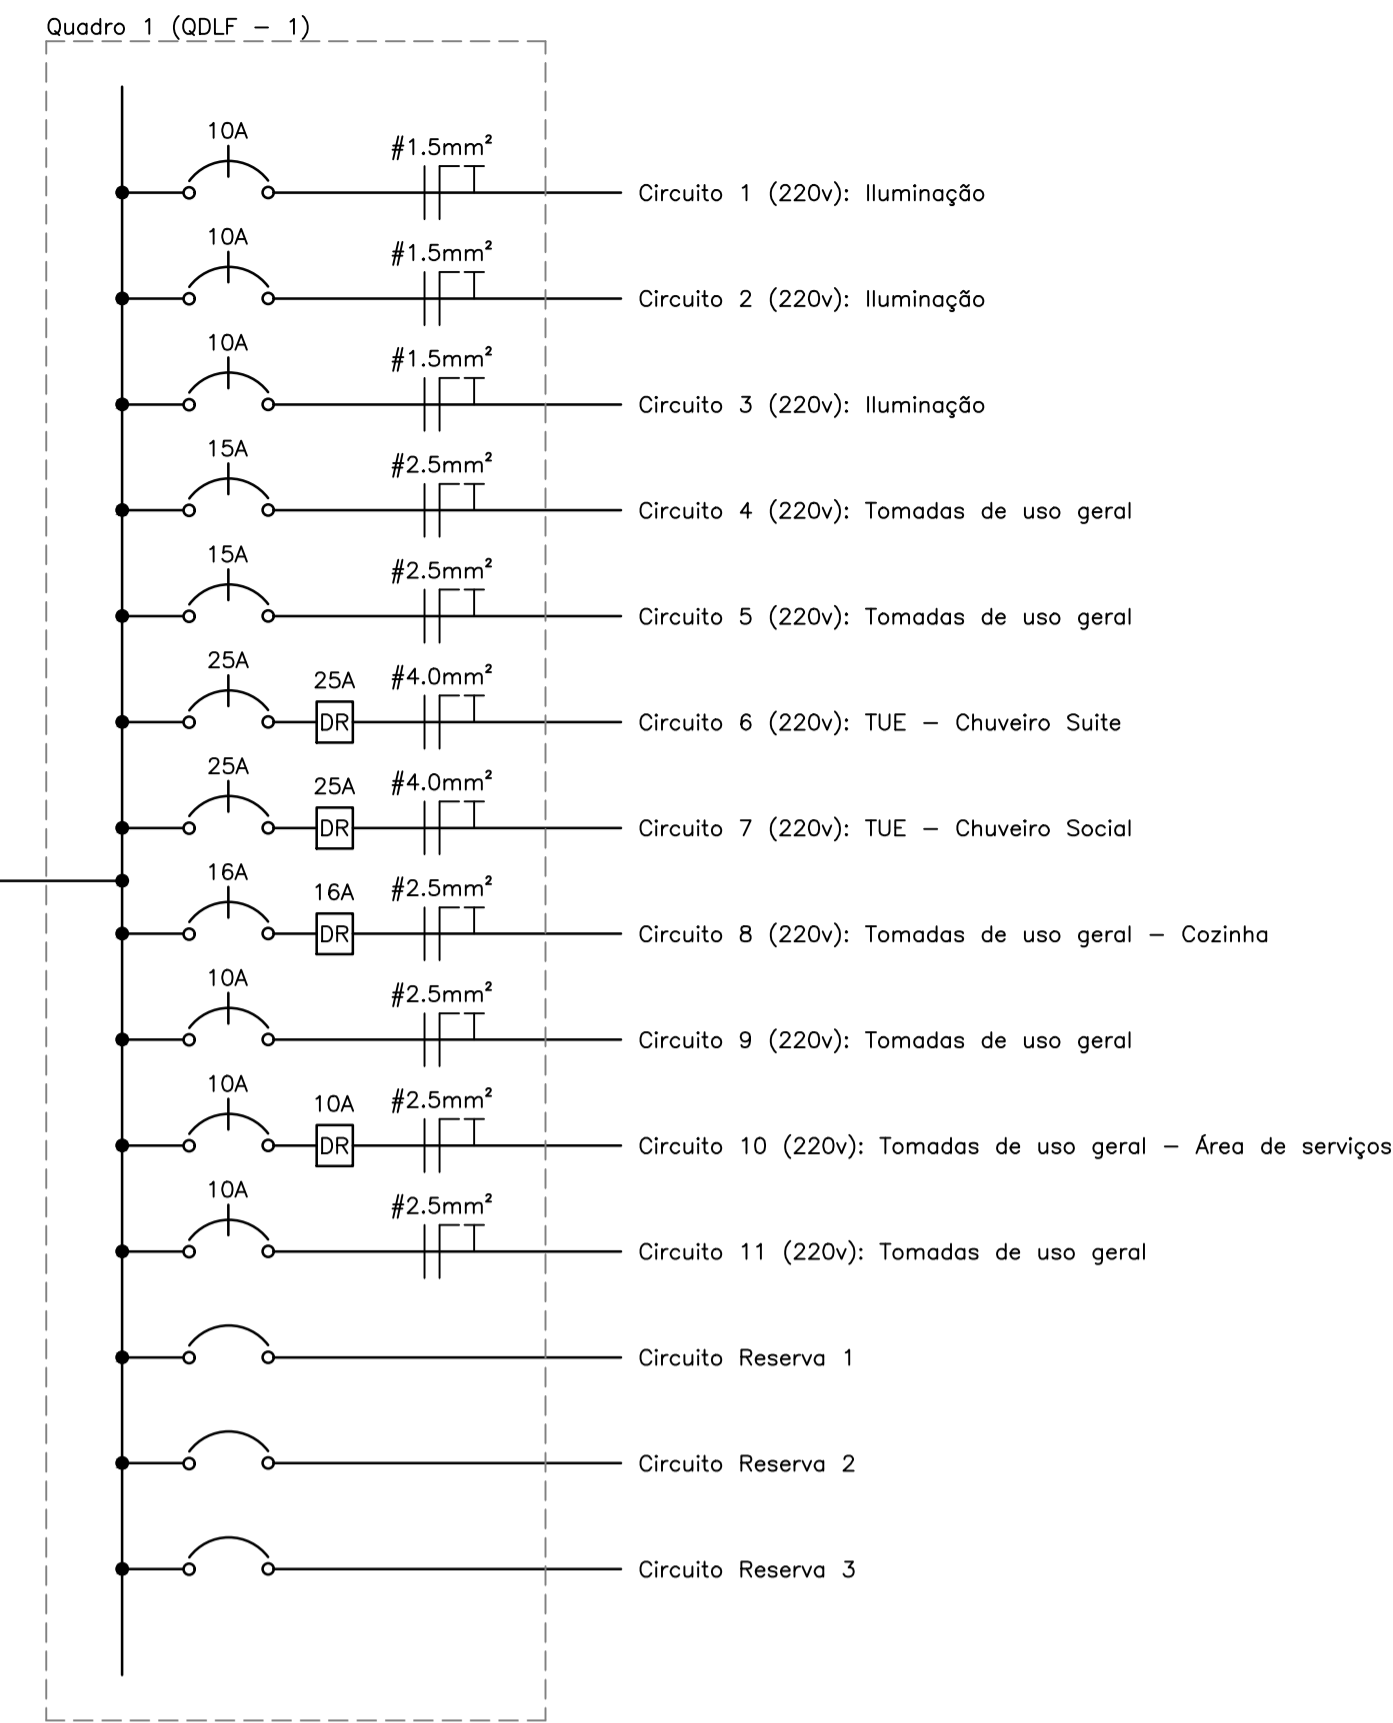 Quadro 1 (QDLF - 1)
10A
#1.5mm²
Circuito 1 (220v): Iluminação
10A
#1.5mm²
Circuito 2 (220v): Iluminação
10A
#1.5mm²
Circuito 3 (220v): Iluminação
15A
#2.5mm²
Circuito 4 (220v): Tomadas de uso geral
15A
#2.5mm²
Circuito 5 (220v): Tomadas de uso geral
25A
25A
#4.0mm²
DR
Circuito 6 (220v): TUE - Chuveiro Suite
25A
25A
#4.0mm²
DR
Circuito 7 (220v): TUE - Chuveiro Social
16A
16A
#2.5mm²
DR
Circuito 8 (220v): Tomadas de uso geral - Cozinha
10A
#2.5mm²
Circuito 9 (220v): Tomadas de uso geral
10A
10A
#2.5mm²
DR
Circuito 10 (220v): Tomadas de uso geral - Área de serviços
10A
#2.5mm²
Circuito 11 (220v): Tomadas de uso geral
Circuito Reserva 1
Circuito Reserva 2
Circuito Reserva 3